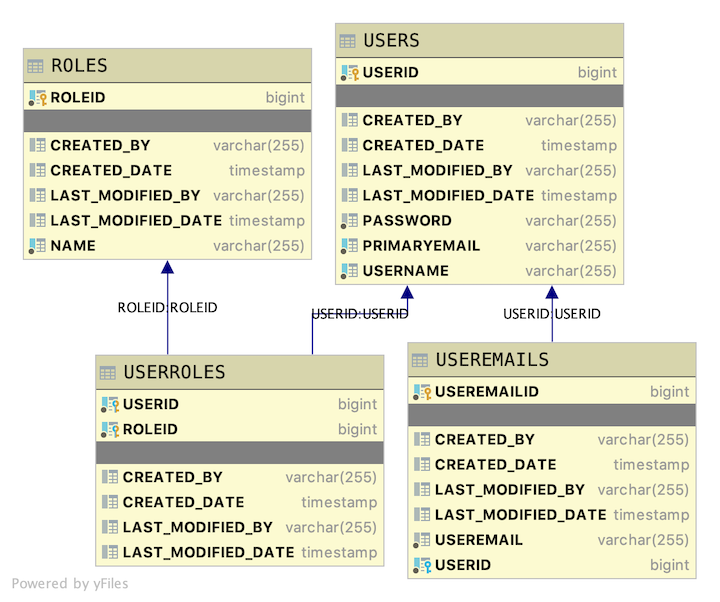 ROLES
ROLEID bigint
CREATED_BY varchar(255)
CREATED_DATE timestamp
LAST_MODIFIED_BY varchar(255)
LAST_MODIFIED_DATE timestamp
NAME varchar(255)
USERS
USERID bigint
CREATED_BY varchar(255)
CREATED_DATE timestamp
LAST_MODIFIED_BY varchar(255)
LAST_MODIFIED_DATE timestamp
PASSWORD varchar(255)
PRIMARYEMAIL varchar(255)
USERNAME varchar(255)
ROLEID:ROLEID
USERID:USERID
USERID:USERID
USERROLES
USERID bigint
ROLEID bigint
CREATED_BY varchar(255)
CREATED_DATE timestamp
LAST_MODIFIED_BY varchar(255)
LAST_MODIFIED_DATE timestamp
USEREMAILS
USEREMAILID bigint
CREATED_BY varchar(255)
CREATED_DATE timestamp
LAST_MODIFIED_BY varchar(255)
LAST_MODIFIED_DATE timestamp
USEREMAIL varchar(255)
USERID bigint
Powered by yFiles